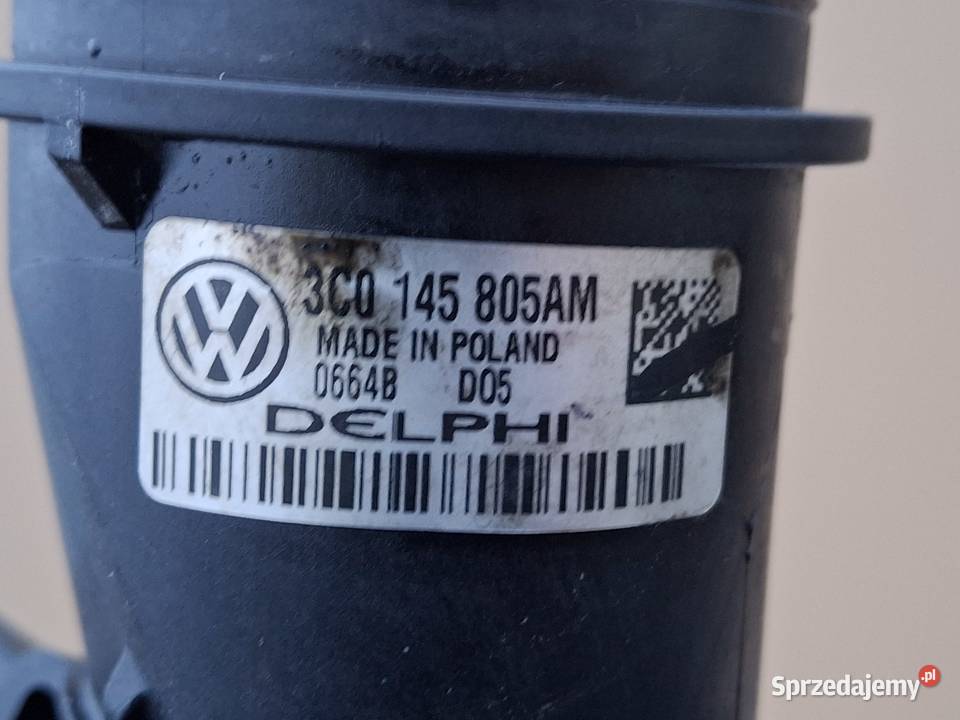 3C0 145 805AM
MADE IN POLAND
0664B D05
DELPHI
Sprzedajemy.pl